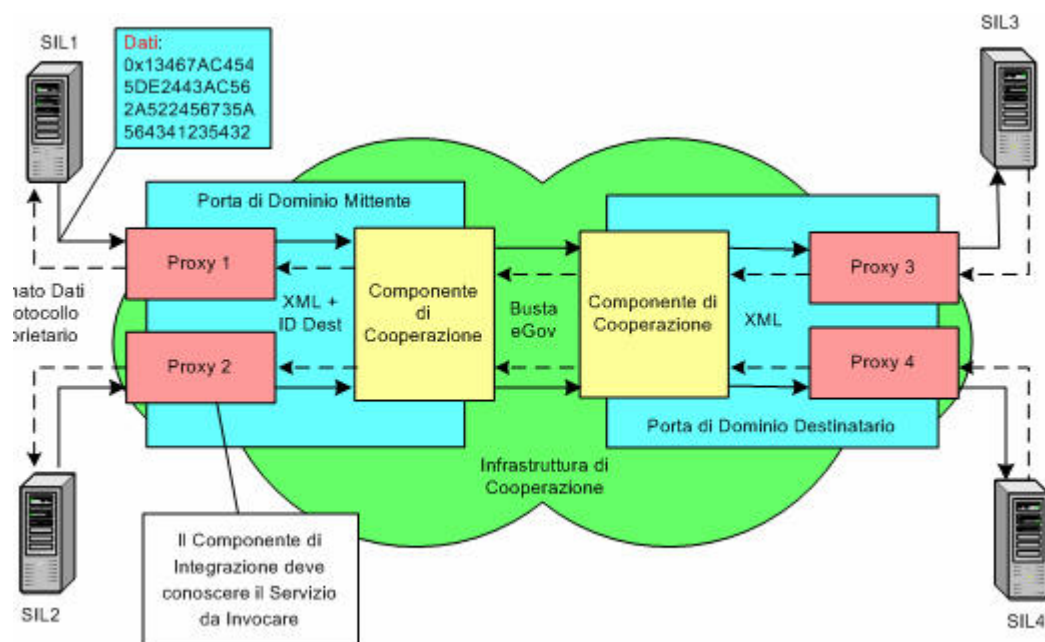 SIL1
Dati:
0x13467AC454
5DE2443AC56
2A522456735A
564341235432
SIL3
Porta di Dominio Mittente
Proxy 1
XML +
ID Dest
Proxy 2
Componente
di
Cooperazione
Busta
eGov
Componente di
Cooperazione
XML
Proxy 3
Proxy 4
Porta di Dominio Destinatario
Dati
Infrastruttura di
Cooperazione
Il Componente di
Integrazione deve
conoscere il Servizio
da Invocare
SIL2
SIL4